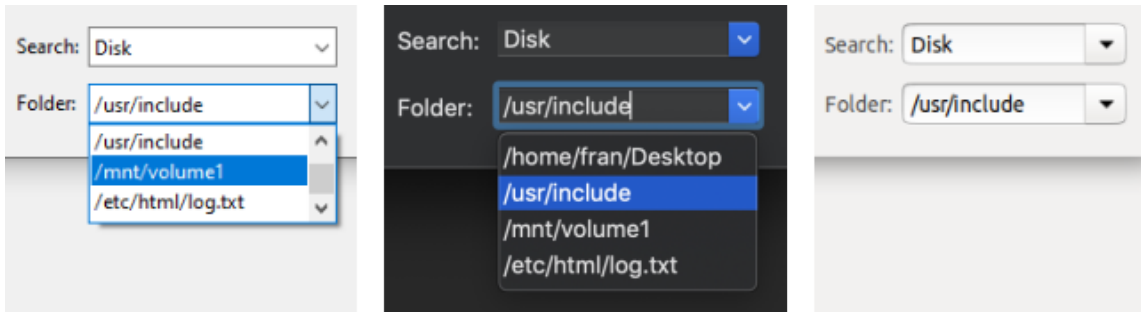 Search: Disk
Folder: /usr/include
/usr/include
/mnt/volume1
/etc/html/log.txt
Search: Disk
Folder: /usr/include
/home/fran/Desktop
/usr/include
/mnt/volume1
/etc/html/log.txt
Search: Disk
Folder: /usr/include